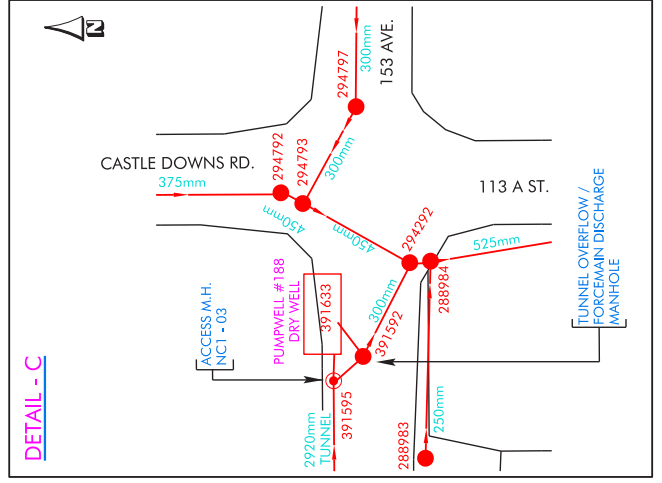 DETAIL - C
N
153 AVE.
300mm
294797
CASTLE DOWNS RD.
375mm
294792
294793
300mm
450mm
450mm
113 A ST.
294292
525mm
288984
TUNNEL OVERFLOW /
FORCEMAIN DISCHARGE
MANHOLE
ACCESS M.H.
NC1 - 03
PUMPWELL #188
DRY WELL
391633
300mm
391592
391595
2920mm
TUNNEL
250mm
288983